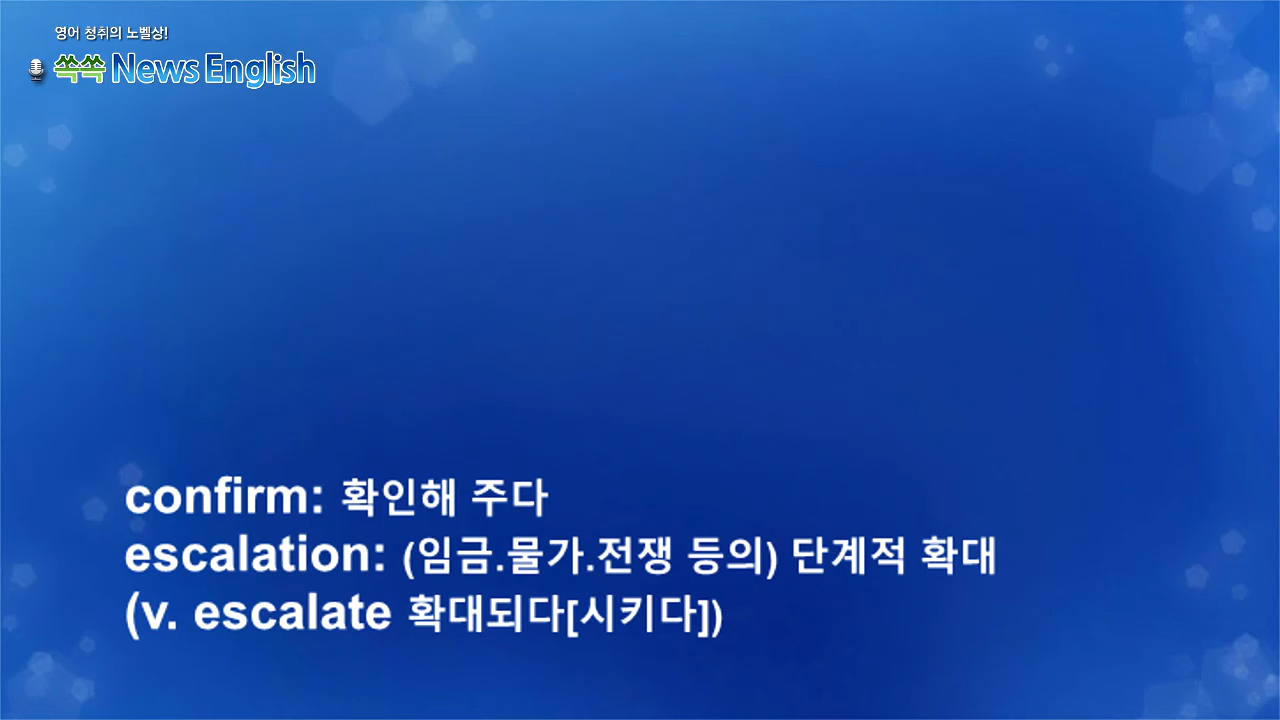 영어 청취의 노벨상!
쏙쏙 News English
confirm: 확인해 주다
escalation: (임금.물가.전쟁 등의) 단계적 확대
(v. escalate 확대되다[시키다])